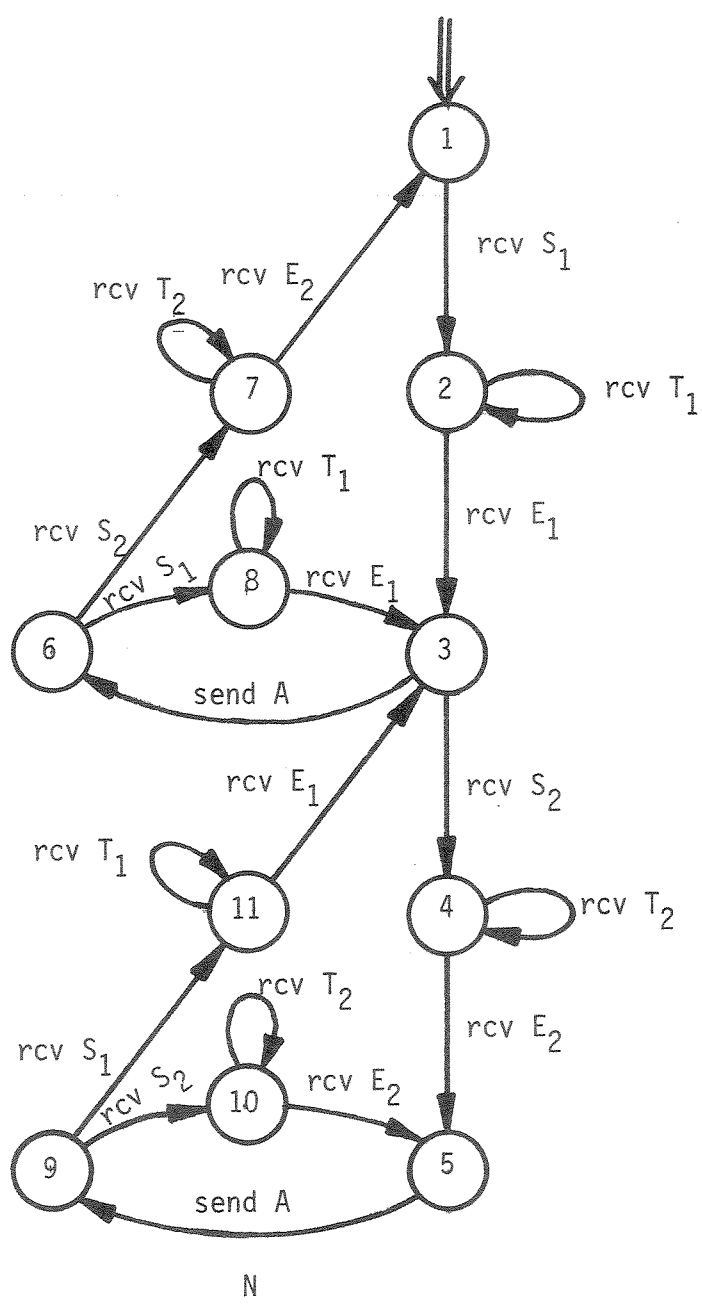 1
rcv S1
rcv E2
rcv T2
7
2
rcv T1
rcv T1
rcv S2
rcv S1
8
rcv E1
rcv E1
6
3
send A
rcv E1
rcv S2
rcv T1
11
4
rcv T2
rcv T2
rcv S1
rcv S2
10
rcv E2
rcv E2
9
5
send A
N